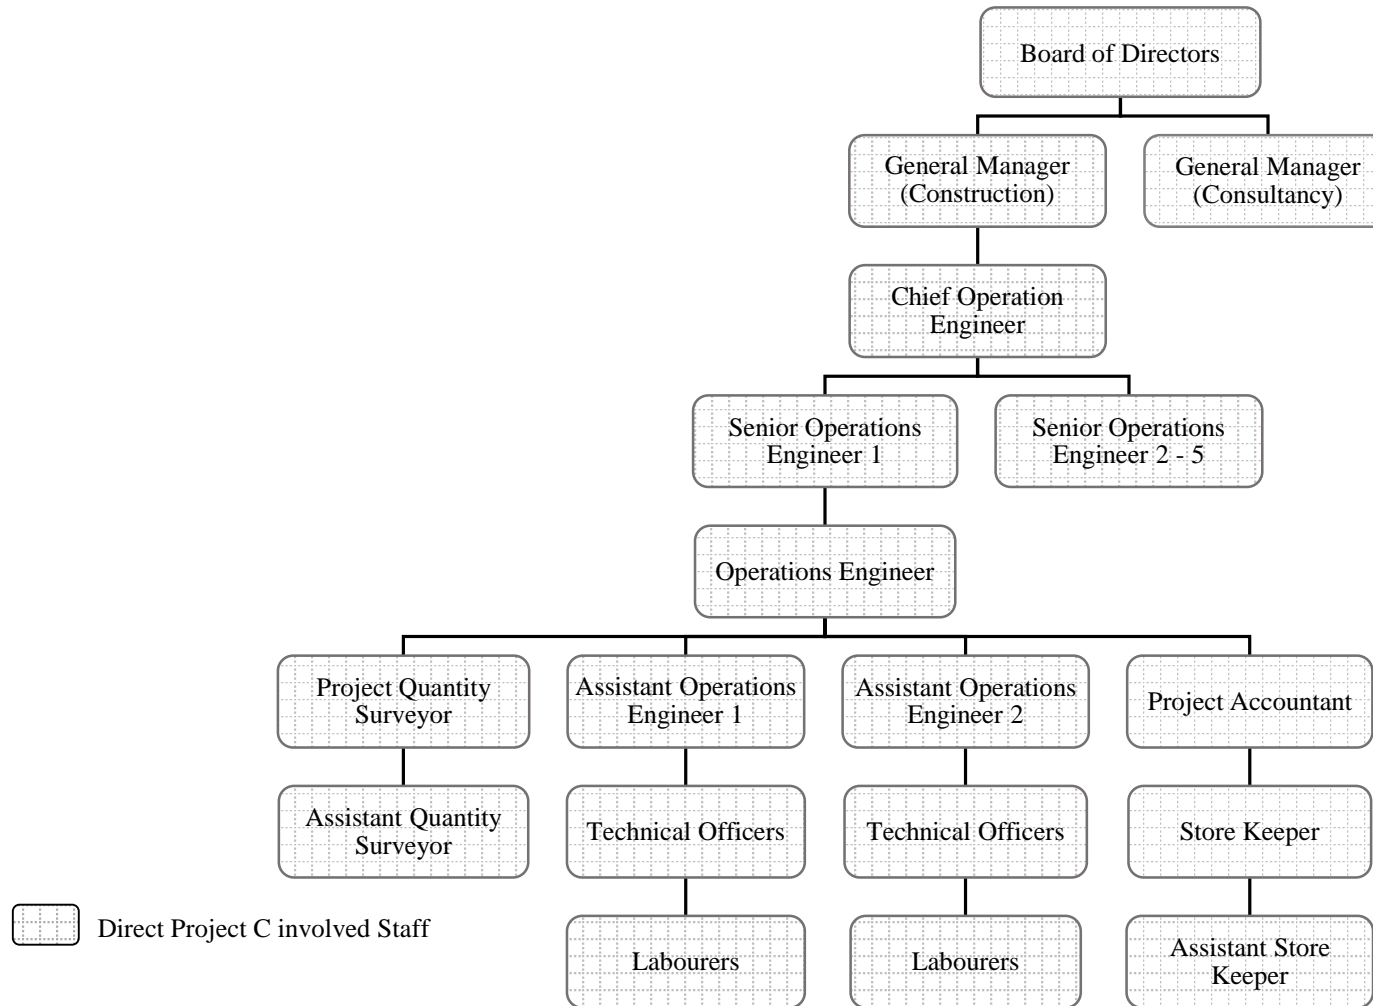 Board of Directors
General Manager
(Construction)
General Manager
(Consultancy)
Chief Operation
Engineer
Senior Operations
Engineer 1
Senior Operations
Engineer 2 - 5
Operations Engineer
Project Quantity
Surveyor
Assistant Operations
Engineer 1
Assistant Operations
Engineer 2
Project Accountant
Assistant Quantity
Surveyor
Technical Officers
Technical Officers
Store Keeper
Direct Project C involved Staff
Labourers
Labourers
Assistant Store
Keeper